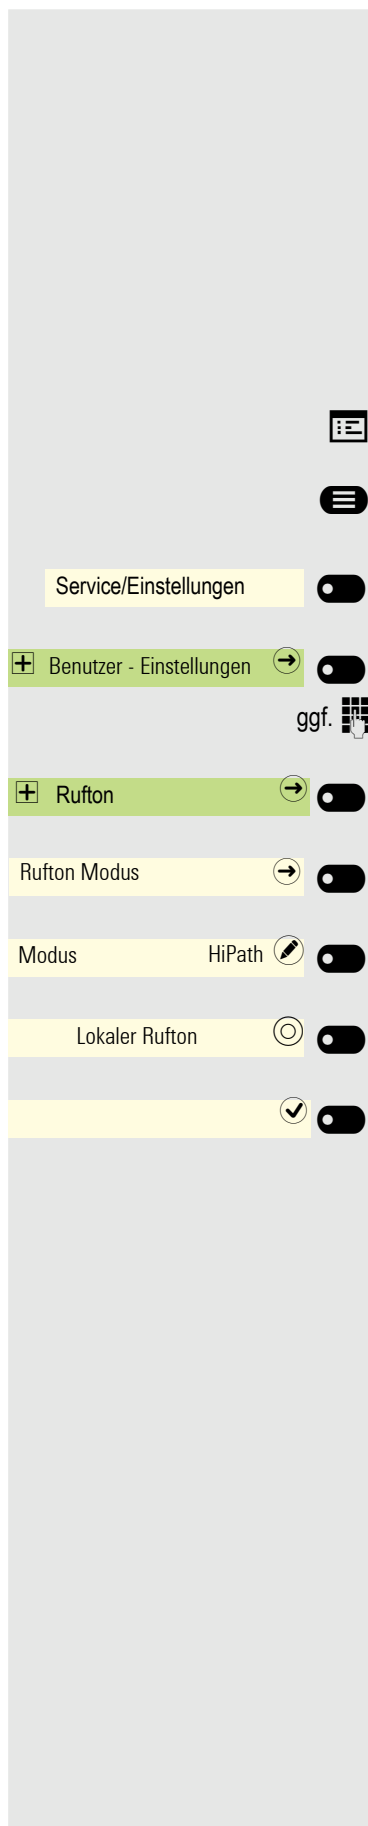 Service/Einstellungen
Benutzer - Einstellungen
ggf.
Rufton
Rufton Modus
Modus HiPath
Lokaler Rufton